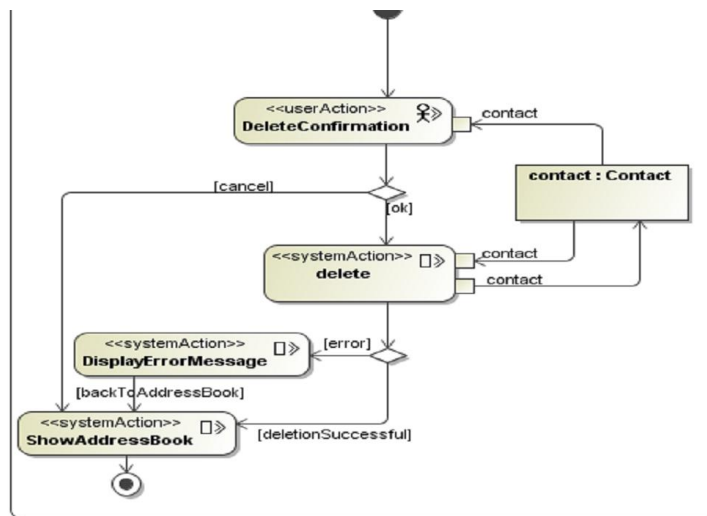 <<userAction>>
DeleteConfirmation
contact
contact : Contact
[cancel]
[ok]
<<systemAction>>
delete
contact
contact
<<systemAction>>
DisplayErrorMessage
[error]
[backToAddressBook]
<<systemAction>>
ShowAddressBook
[deletionSuccessful]